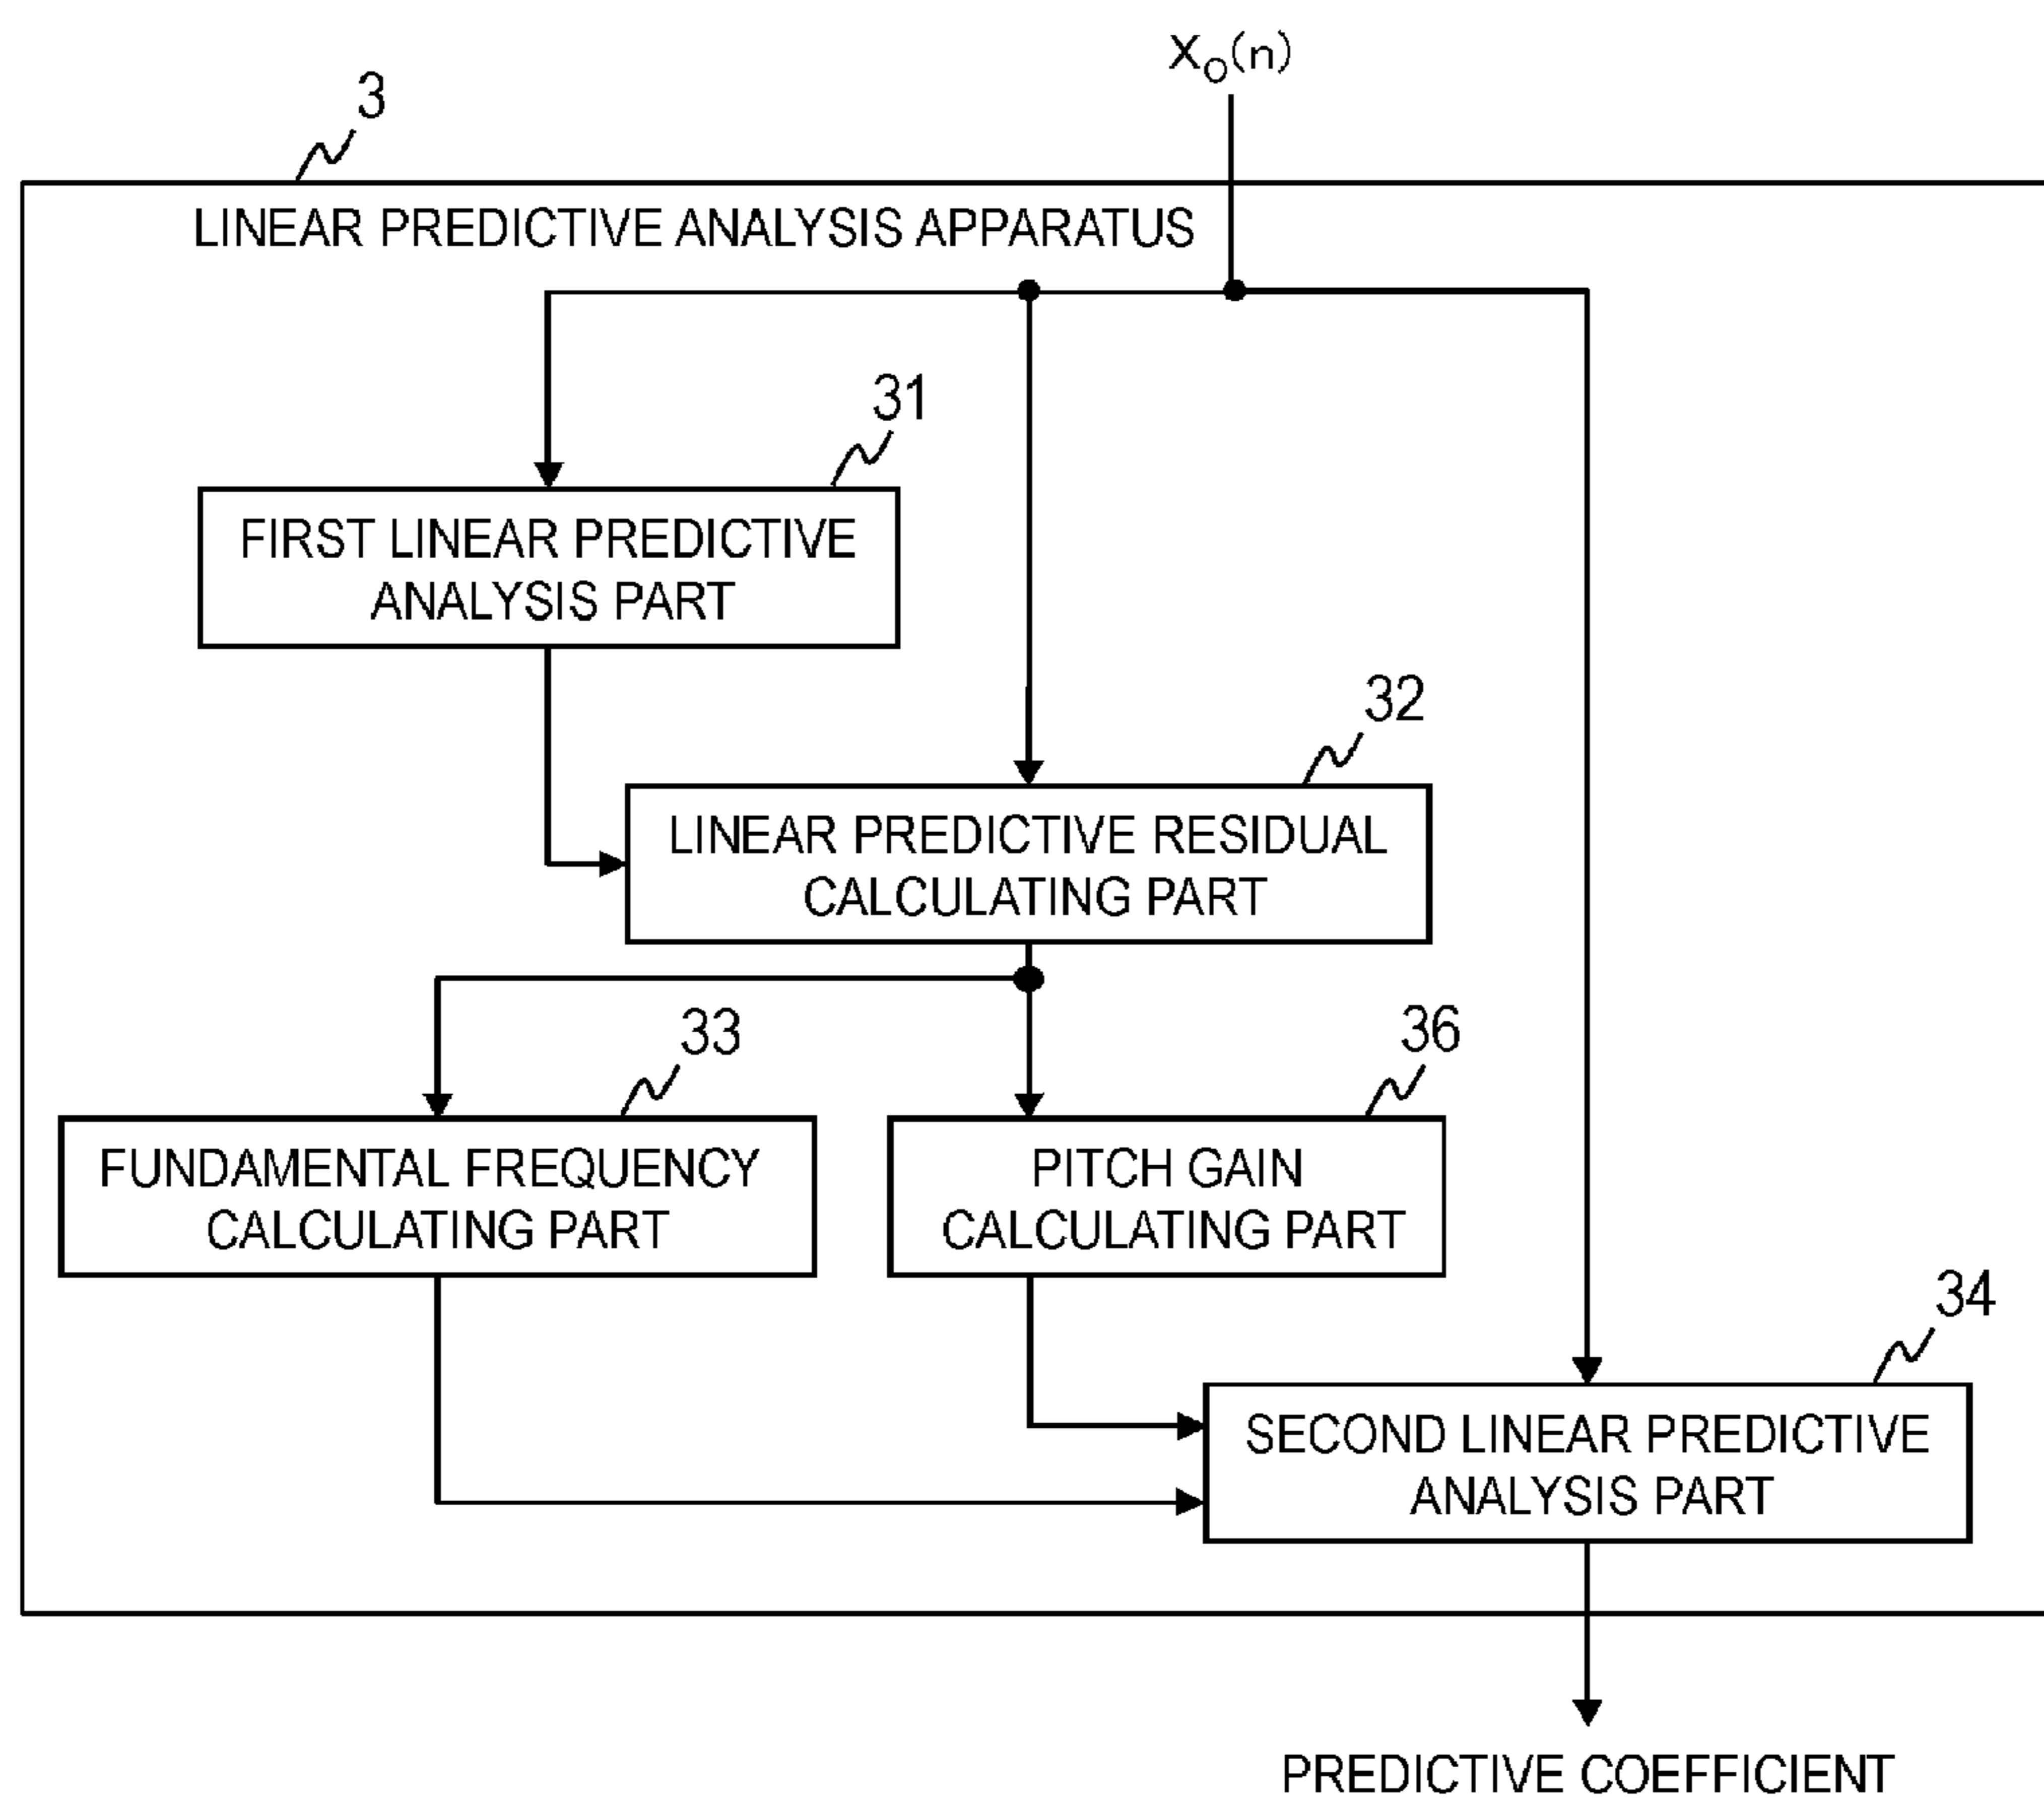 X_O(n)
3
LINEAR PREDICTIVE ANALYSIS APPARATUS
31
FIRST LINEAR PREDICTIVE
ANALYSIS PART
32
LINEAR PREDICTIVE RESIDUAL
CALCULATING PART
33
36
FUNDAMENTAL FREQUENCY
CALCULATING PART
PITCH GAIN
CALCULATING PART
34
SECOND LINEAR PREDICTIVE
ANALYSIS PART
PREDICTIVE COEFFICIENT